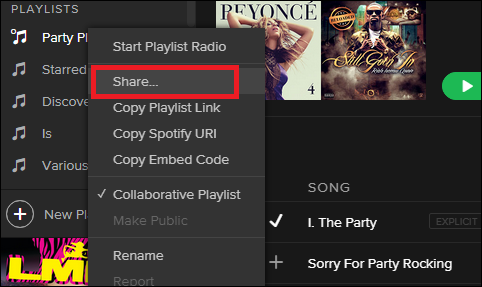 PLAYLISTS
Party P
Starred
Discove
Is
Various
New Pl
Start Playlist Radio
Share...
Copy Playlist Link
Copy Spotify URI
Copy Embed Code
Collaborative Playlist
Make Public
Rename
Report
BEYONCÉ
4
RELOADED
Still Goin In
SONG
I. The Party
EXPLICIT
Sorry For Party Rocking
LM